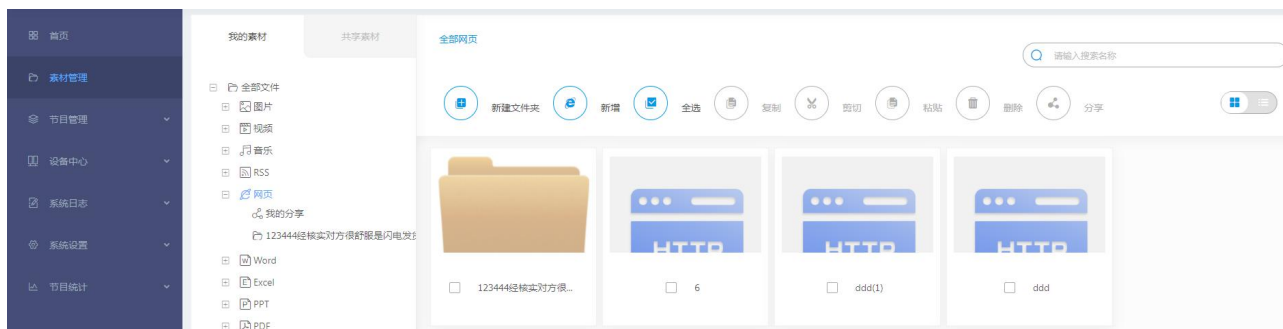 首页
素材管理
节目管理
设备中心
系统日志
系统设置
节目统计
我的素材
共享素材
全部文件
图片
视频
音乐
RSS
网页
我的分享
123444经核实对方很舒服是闪电发货
Word
Excel
PPT
PDF
全部网页
请输入搜索名称
新建文件夹
新增
全选
复制
剪切
粘贴
删除
分享
HTTP
HTTP
HTTP
123444经核实对方很...
6
ddd(1)
ddd